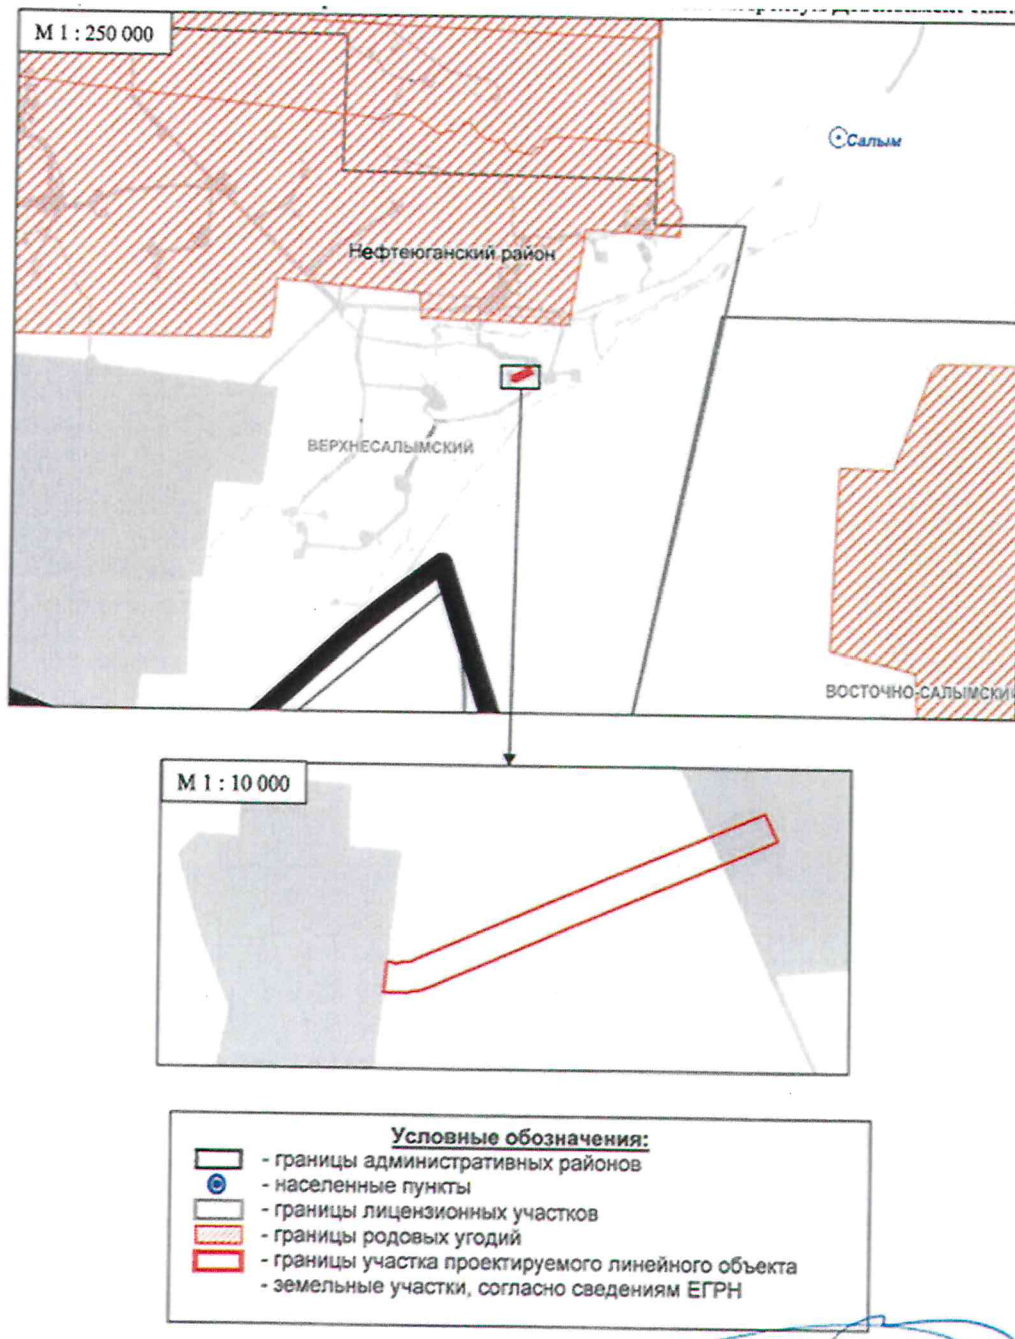 М 1 : 250 000
Салым
Нефтеюганский район
ВЕРХНЕСАЛЫМСКИЙ
ВОСТОЧНО-САЛЫМСКИЙ
М 1 : 10 000
Условные обозначения:
- границы административных районов
- населенные пункты
- границы лицензионных участков
- границы родовых угодий
- границы участка проектируемого линейного объекта
- земельные участки, согласно сведениям ЕГРН